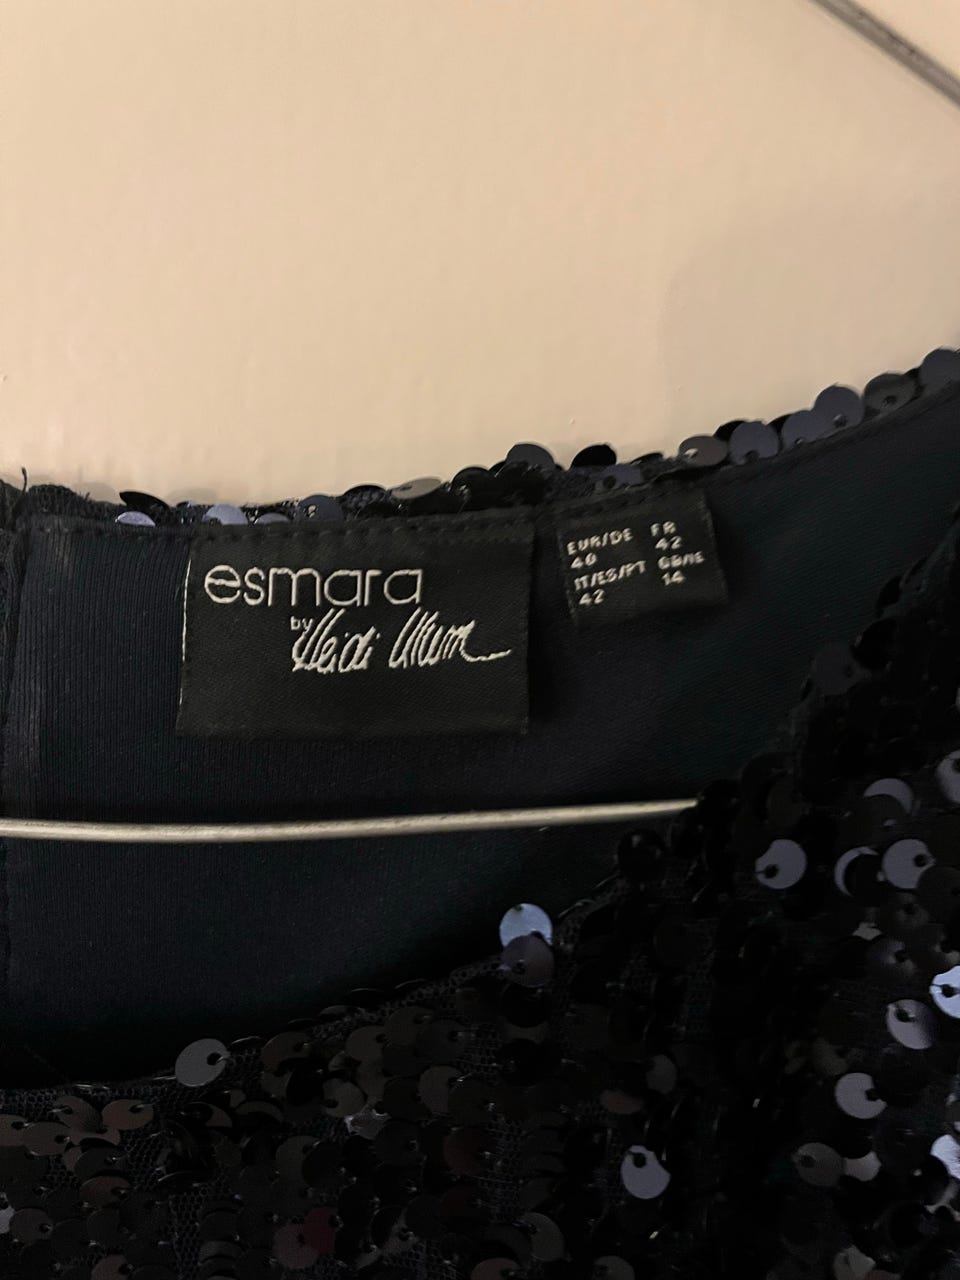 esmara
by Heidi Klum
EUR/DE FR
40 42
IT/ES/PT GB/IE
42 14